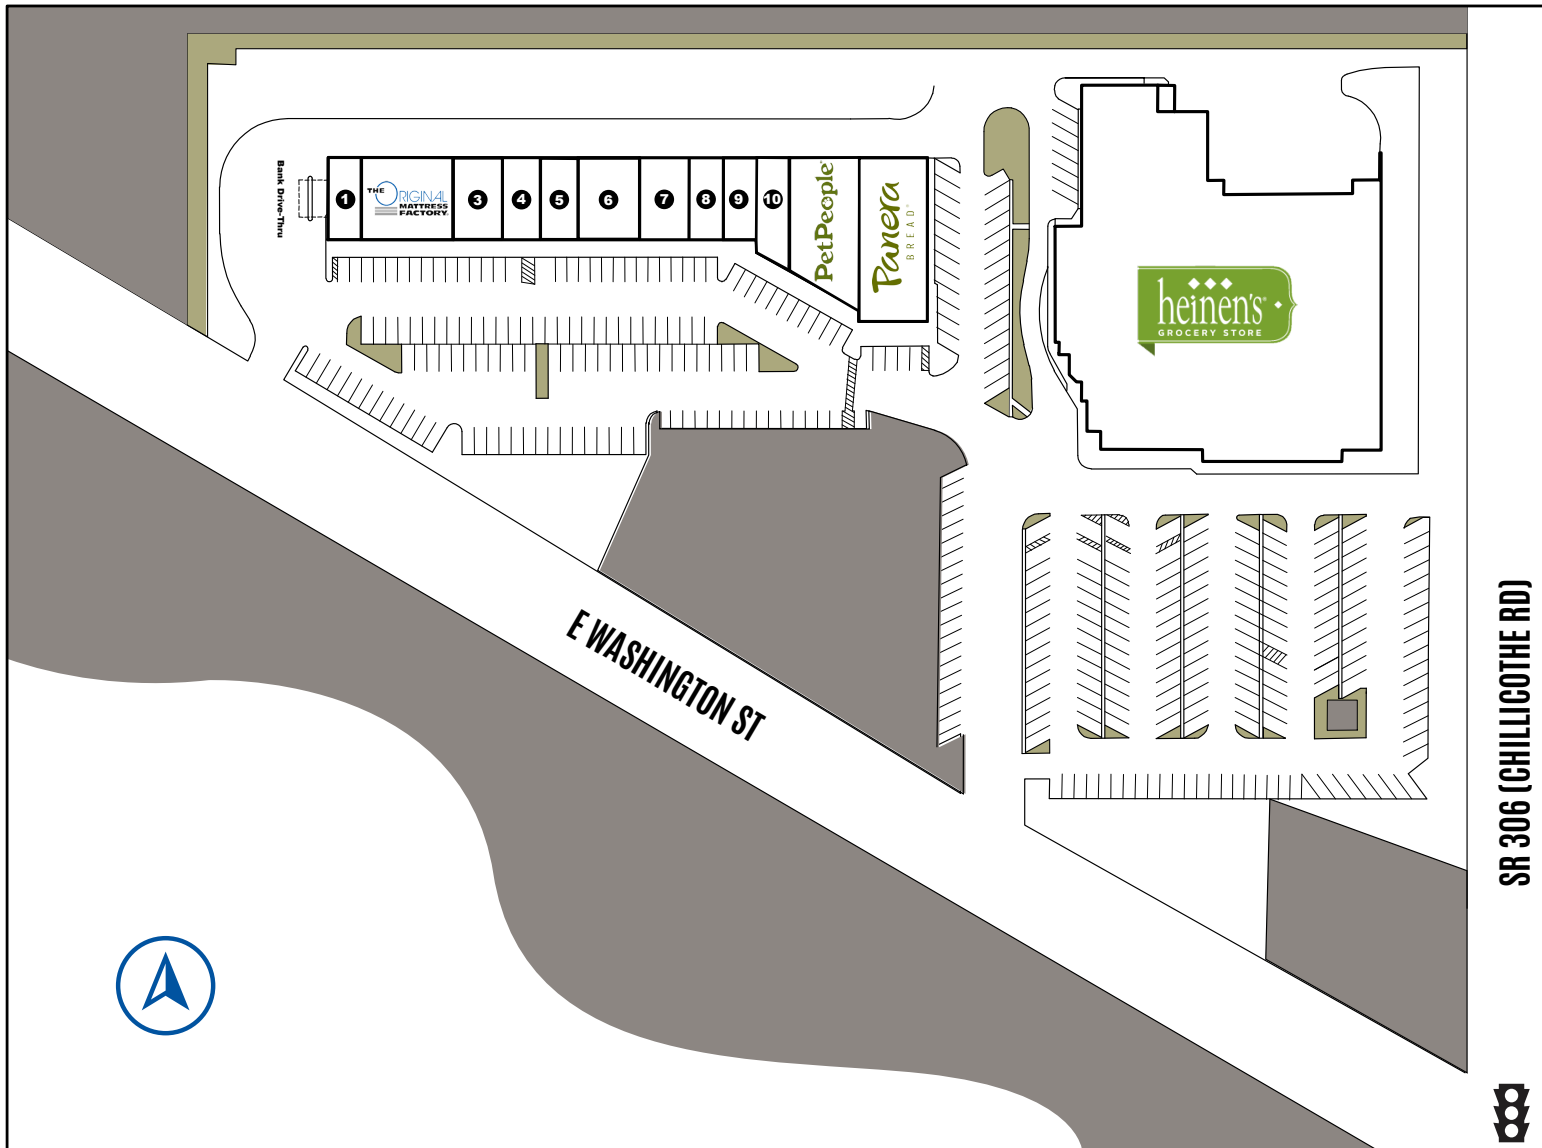 Bank Drive-Thru
1
THE ORIGINAL
MATTRESS
FACTORY.
3
4
5
6
7
8
9
10
PetPeople
Panera
BREAD
heinen's
GROCERY STORE
E WASHINGTON ST
SR 306 (CHILLICOTHE RD)